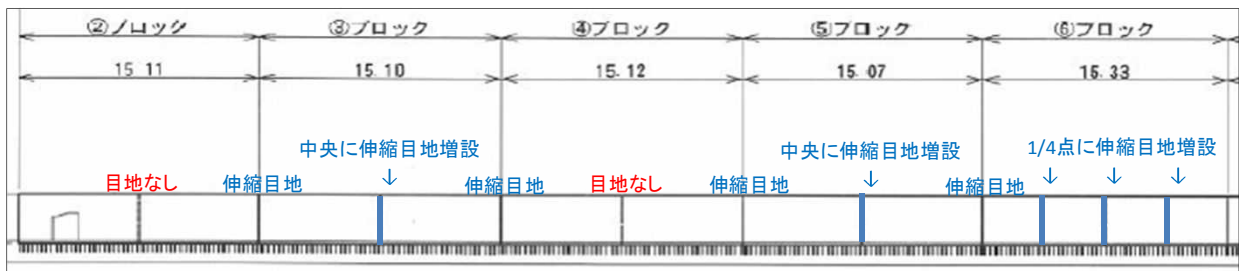 ②ブロック ③ブロック ④ブロック ⑤ブロック ⑥ブロック
15.11 15.10 15.12 15.07 15.33
中央に伸縮目地増設 中央に伸縮目地増設 1/4点に伸縮目地増設
↓ ↓ ↓ ↓ ↓
目地なし 伸縮目地 伸縮目地 目地なし 伸縮目地 伸縮目地